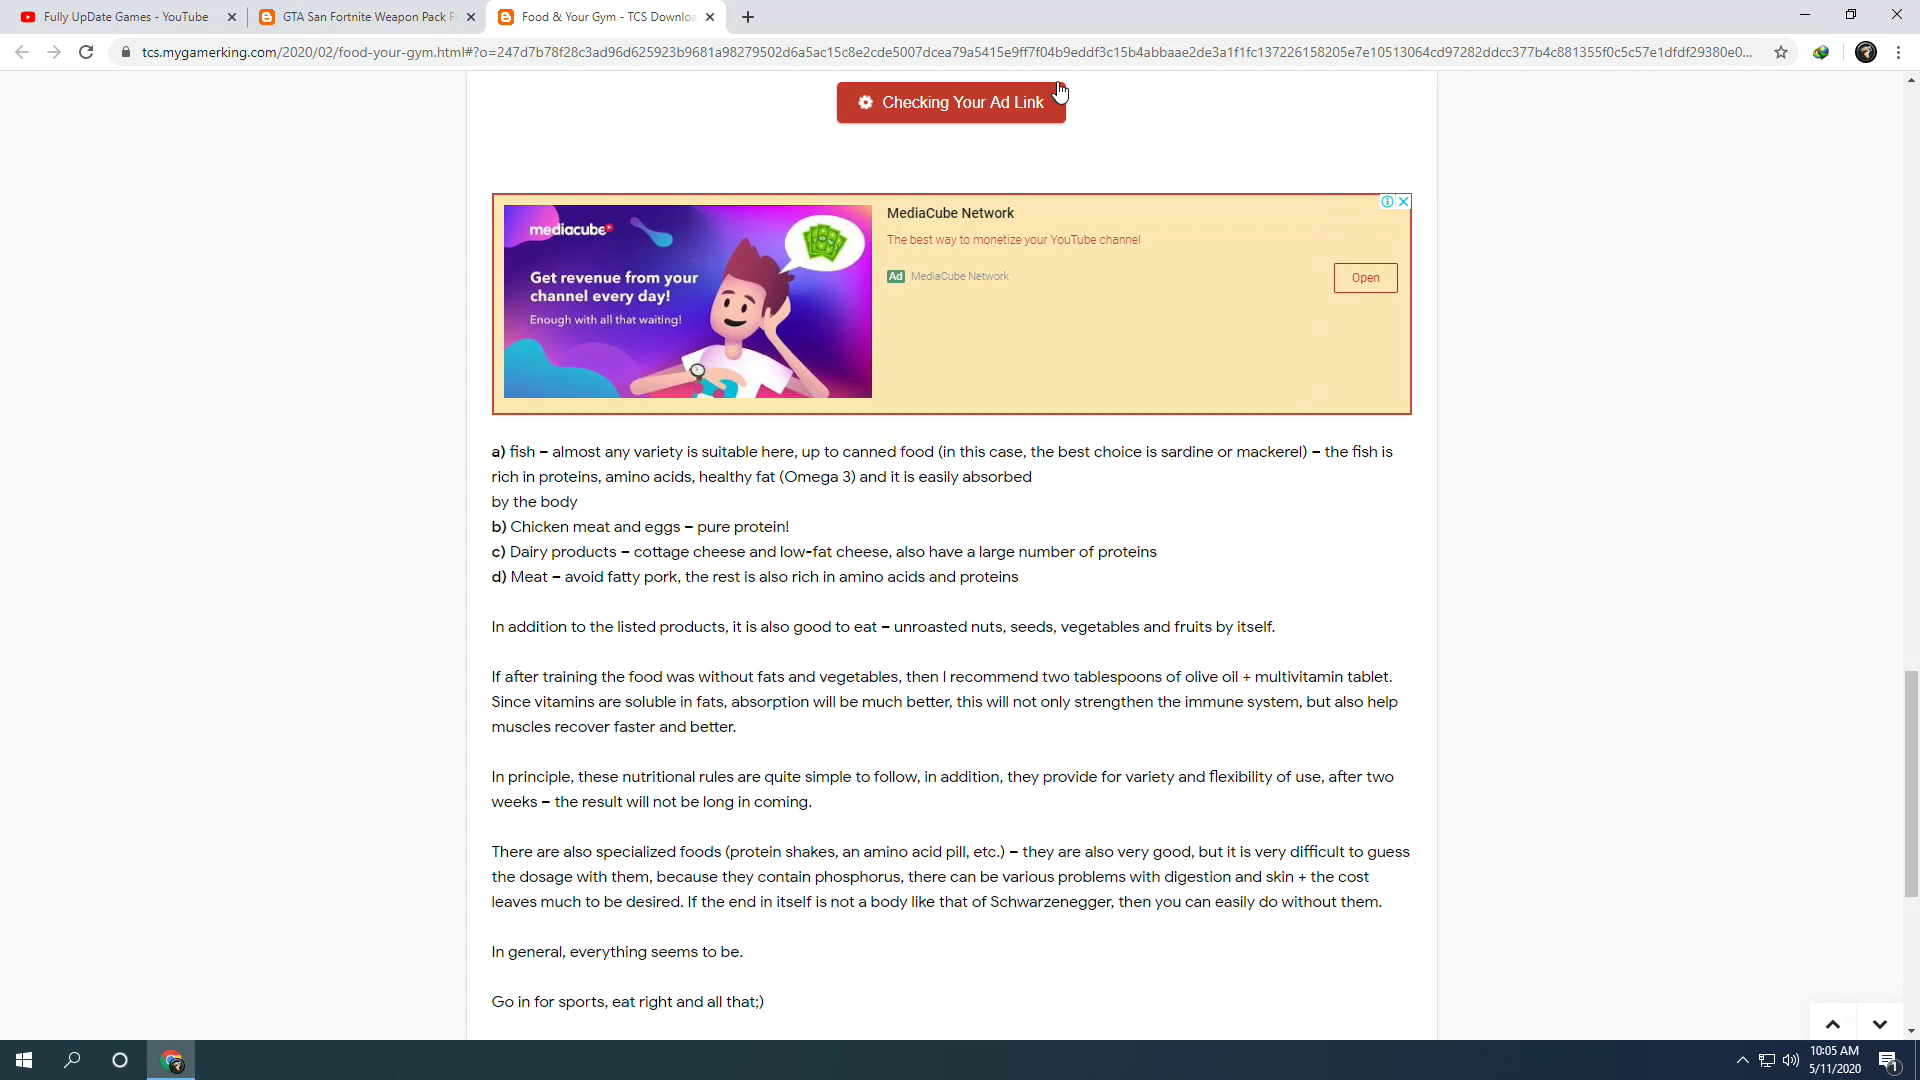 Fully UpDate Games - YouTube
GTA San Fortnite Weapon Pack F
Food & Your Gym - TCS Downloa
tcs.mygamerking.com/2020/02/food-your-gym.html#?o=247d7b78f28c3ad96d625923b9681a98279502d6a5ac15c8e2cde5007dcea79a5415e9ff7f04b9eddf3c15b4abbaae2de3a1f1fc137226158205e7e10513064cd97282ddcc377b4c881355f0c5c57e1dfdf29380e0...
Checking Your Ad Link
mediacube
Get revenue from your
channel every day!
Enough with all that waiting!
MediaCube Network
The best way to monetize your YouTube channel
Ad MediaCube Network
Open
a) fish – almost any variety is suitable here, up to canned food (in this case, the best choice is sardine or mackerel) – the fish is
rich in proteins, amino acids, healthy fat (Omega 3) and it is easily absorbed
by the body
b) Chicken meat and eggs – pure protein!
c) Dairy products – cottage cheese and low-fat cheese, also have a large number of proteins
d) Meat – avoid fatty pork, the rest is also rich in amino acids and proteins
In addition to the listed products, it is also good to eat – unroasted nuts, seeds, vegetables and fruits by itself.
If after training the food was without fats and vegetables, then I recommend two tablespoons of olive oil + multivitamin tablet.
Since vitamins are soluble in fats, absorption will be much better, this will not only strengthen the immune system, but also help
muscles recover faster and better.
In principle, these nutritional rules are quite simple to follow, in addition, they provide for variety and flexibility of use, after two
weeks – the result will not be long in coming.
There are also specialized foods (protein shakes, an amino acid pill, etc.) – they are also very good, but it is very difficult to guess
the dosage with them, because they contain phosphorus, there can be various problems with digestion and skin + the cost
leaves much to be desired. If the end in itself is not a body like that of Schwarzenegger, then you can easily do without them.
In general, everything seems to be.
Go in for sports, eat right and all that;)
10:05 AM
5/11/2020
1